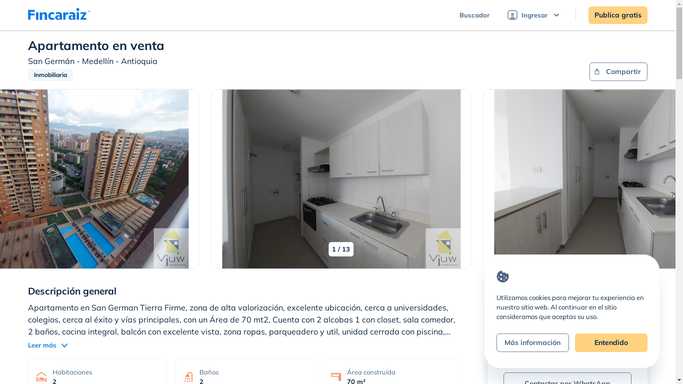 Fincaraiz
Buscador
Ingresar
Publica gratis
Apartamento en venta
San Germán - Medellín - Antioquia
Inmobiliaria
Compartir
1 / 13
Vjuw
Descripción general
Apartamento en San German Tierra Firme, zona de alta valorización, excelente ubicación, cerca a universidades,
colegios, cerca al éxito y vías principales, con un Área de 70 mt2, Cuenta con 2 alcobas 1 con closet, sala comedor,
2 baños, cocina integral, balcón con excelente vista, zona ropas, parqueadero y util, unidad cerrada con piscina,...
Leer más
Habitaciones
2
Baños
2
Área construida
70 m²
Utilizamos cookies para mejorar tu experiencia en
nuestro sitio web. Al continuar en el sitio
consideramos que aceptas su uso.
Más información
Entendido
Contactar por WhatsApp